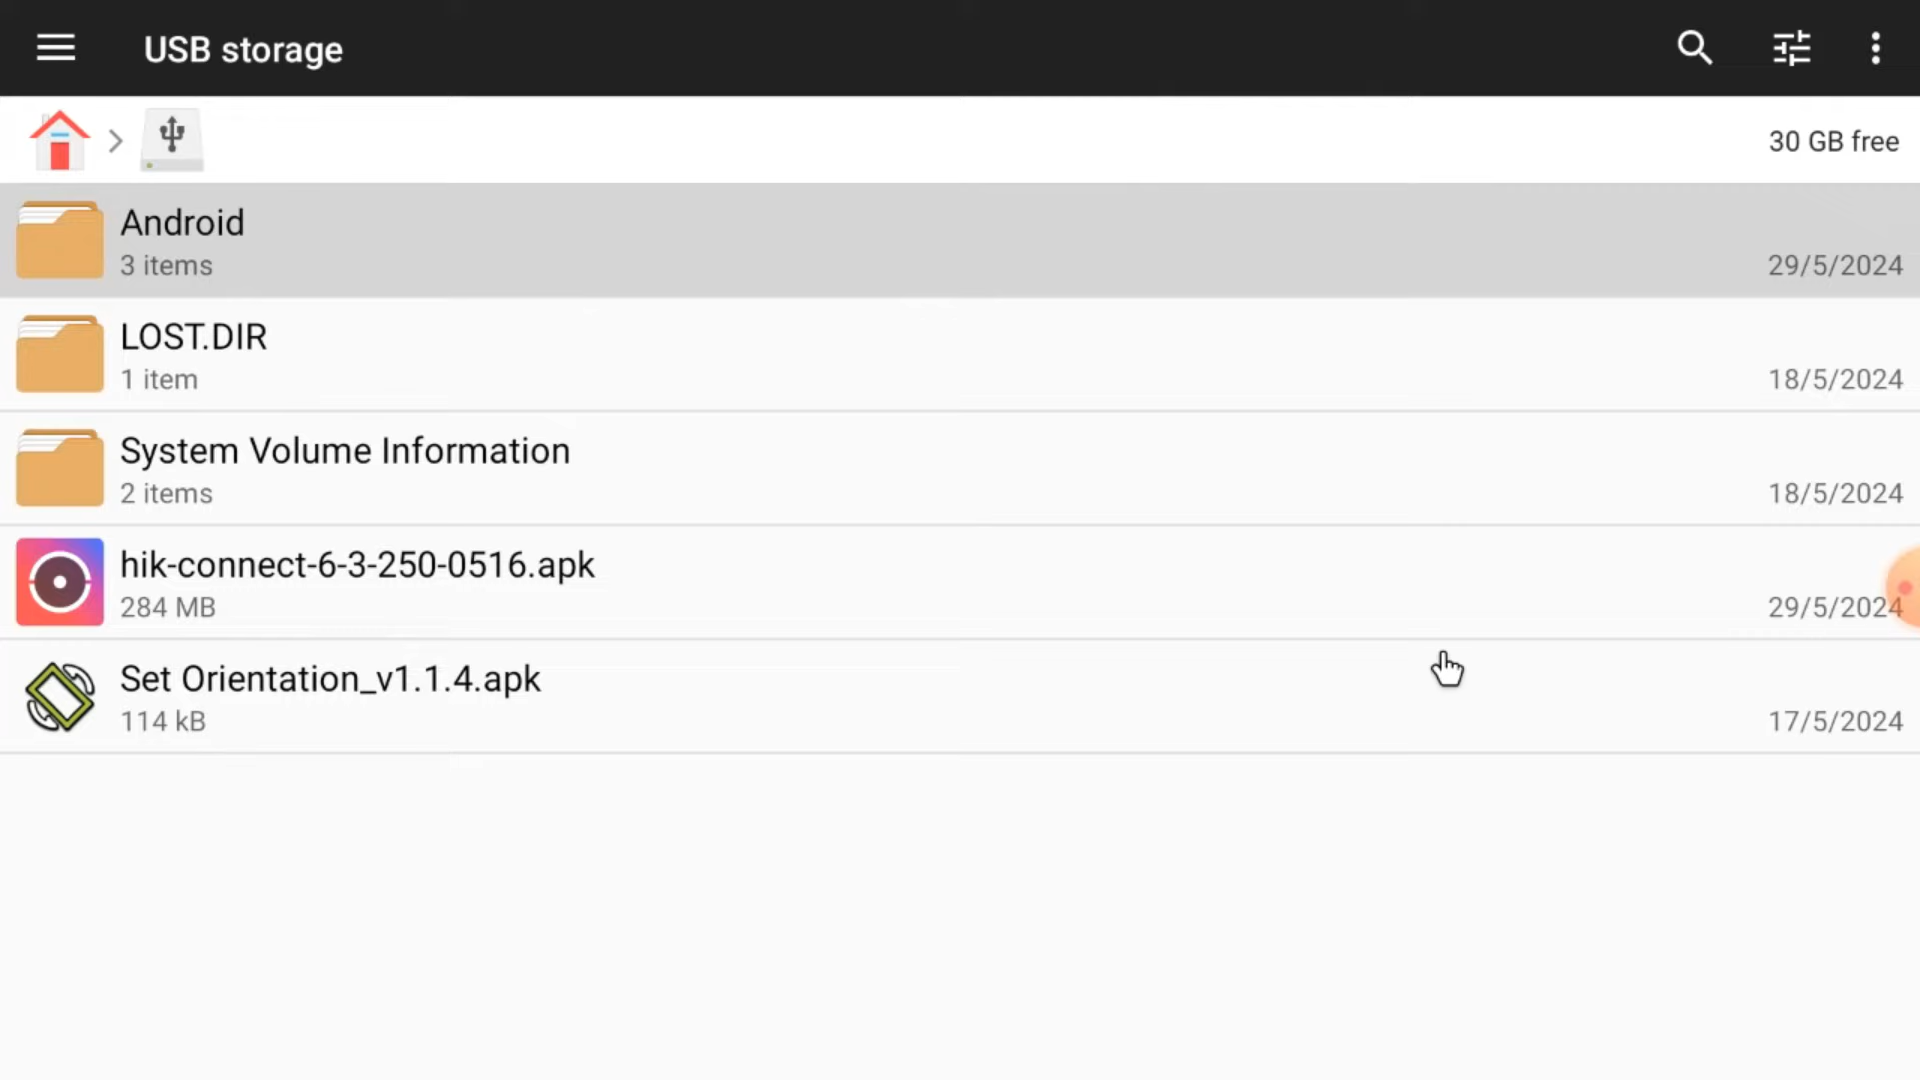 USB storage
30 GB free
Android
3 items
29/5/2024
LOST.DIR
1 item
18/5/2024
System Volume Information
2 items
18/5/2024
hik-connect-6-3-250-0516.apk
284 MB
29/5/2024
Set Orientation_v1.1.4.apk
114 kB
17/5/2024